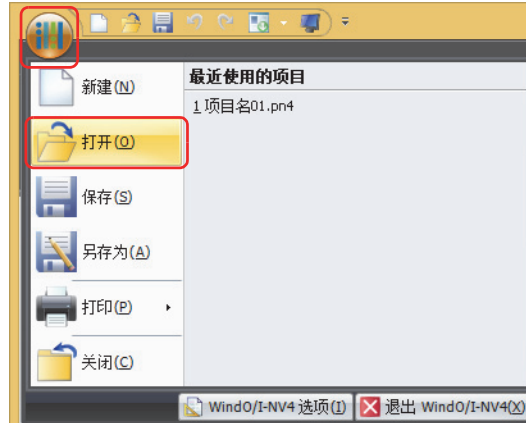 新建(N)
最近使用的项目
1 项目名01.pn4
打开(O)
保存(S)
另存为(A)
打印(P)
关闭(C)
WindO/I-NV4 选项(I) 退出 WindO/I-NV4(X)